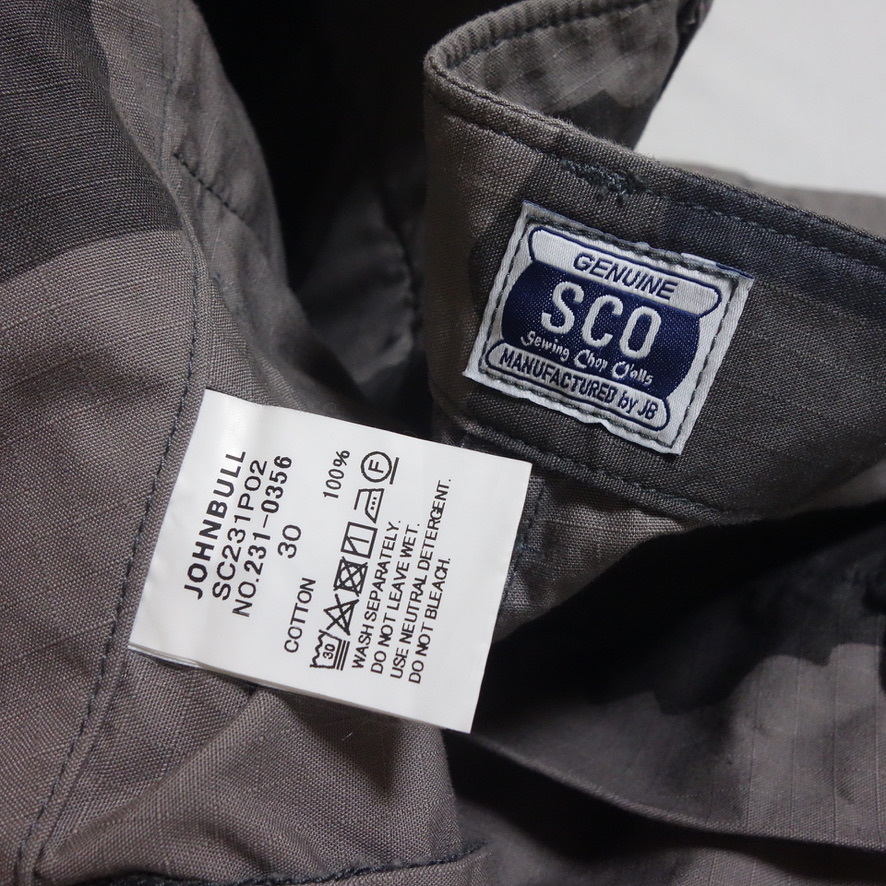 GENUINE
SCO
Sewing Chop O'alls
MANUFACTURED by JB
JOHNBULL
SC231P02
NO.231-0356
30
COTTON 100%
30
F
WASH SEPARATELY.
DO NOT LEAVE WET.
USE NEUTRAL DETERGENT.
DO NOT BLEACH.